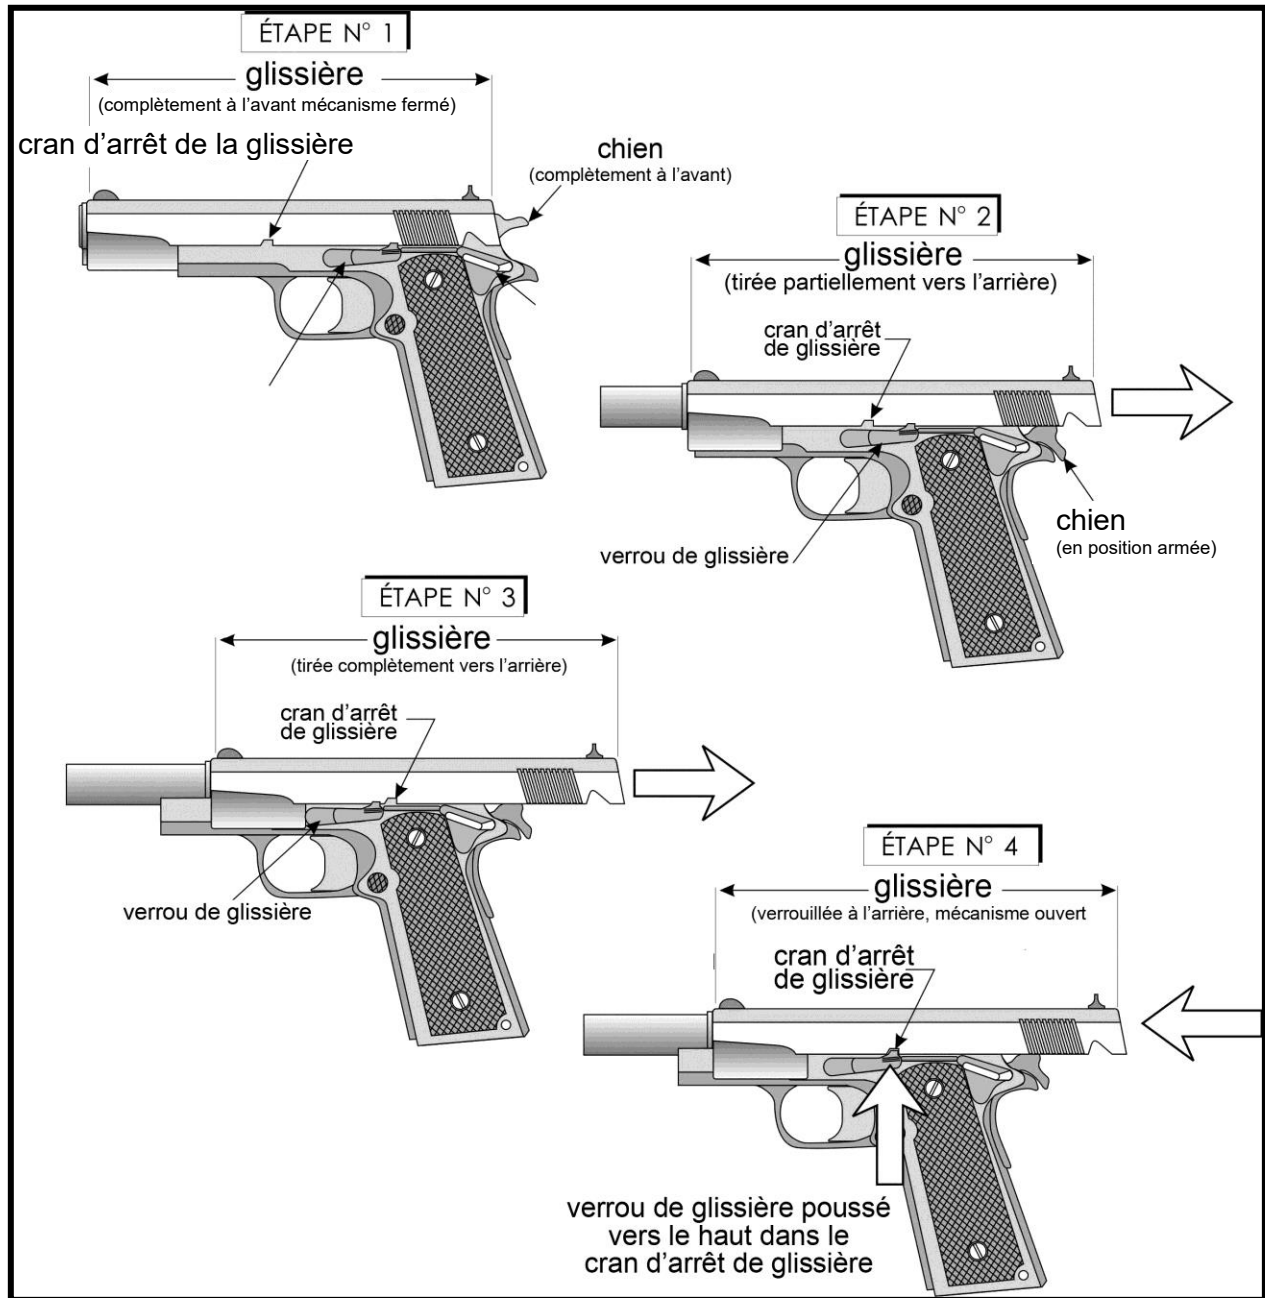 ÉTAPE N° 1
glissière
(complètement à l'avant mécanisme fermé)
cran d'arrêt de la glissière
chien
(complètement à l'avant)
ÉTAPE N° 2
glissière
(tirée partiellement vers l'arrière)
cran d'arrêt
de glissière
chien
(en position armée)
verrou de glissière
ÉTAPE N° 3
glissière
(tirée complètement vers l'arrière)
cran d'arrêt
de glissière
verrou de glissière
ÉTAPE N° 4
glissière
(verrouillée à l'arrière, mécanisme ouvert
cran d'arrêt
de glissière
verrou de glissière poussé
vers le haut dans le
cran d'arrêt de glissière